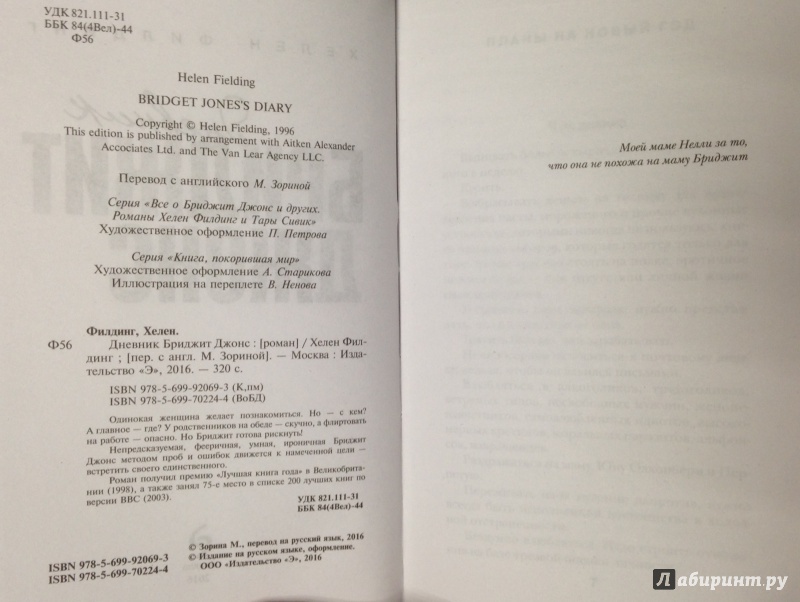 УДК 821.111-31
ББК 84(4Вел)-44
Ф56
Helen Fielding
BRIDGET JONES'S DIARY
Copyright © Helen Fielding, 1996
This edition is published by arrangement with Aitken Alexander
Accociates Ltd. and The Van Lear Agency LLC.
Перевод с английского М. Зориной
Серия «Все о Бриджит Джонс и других.
Романы Хелен Филдинг и Тары Сивик»
Художественное оформление П. Петрова
Серия «Книга, покорившая мир»
Художественное оформление А. Старикова
Иллюстрация на переплете В. Ненова
Филдинг, Хелен.
Ф56 Дневник Бриджит Джонс : [роман] / Хелен Фил-
динг ; [пер. с англ. М. Зориной]. — Москва : Изда-
тельство «Э», 2016. — 320 с.
ISBN 978-5-699-92069-3 (К,пм)
ISBN 978-5-699-70224-4 (ВоБД)
Одинокая женщина желает познакомиться. Но — с кем?
А главное — где? У родственников на обеде — скучно, а флиртовать
на работе — опасно. Но Бриджит готова рискнуть!
Непредсказуемая, фееричная, умная, ироничная Бриджит
Джонс методом проб и ошибок движется к намеченной цели —
встретить своего единственного.
Роман получил премию «Лучшая книга года» в Великобрита-
нии (1998), а также занял 75-е место в списке 200 лучших книг по
версии BBC (2003).
УДК 821.111-31
ББК 84(4Вел)-44
© Зорина М., перевод на русский язык, 2016
© Издание на русском языке, оформление.
ООО «Издательство «Э», 2016
ISBN 978-5-699-92069-3
ISBN 978-5-699-70224-4
Моей маме Нелли за то,
что она не похожа на маму Бриджит
Лабиринт.ру